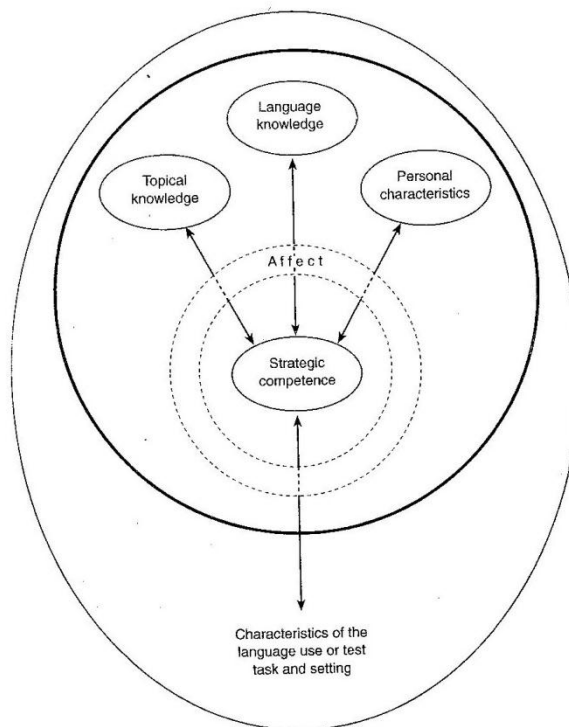 Language
knowledge
Topical
knowledge
Personal
characteristics
Affect
Strategic
competence
Characteristics of the
language use or test
task and setting